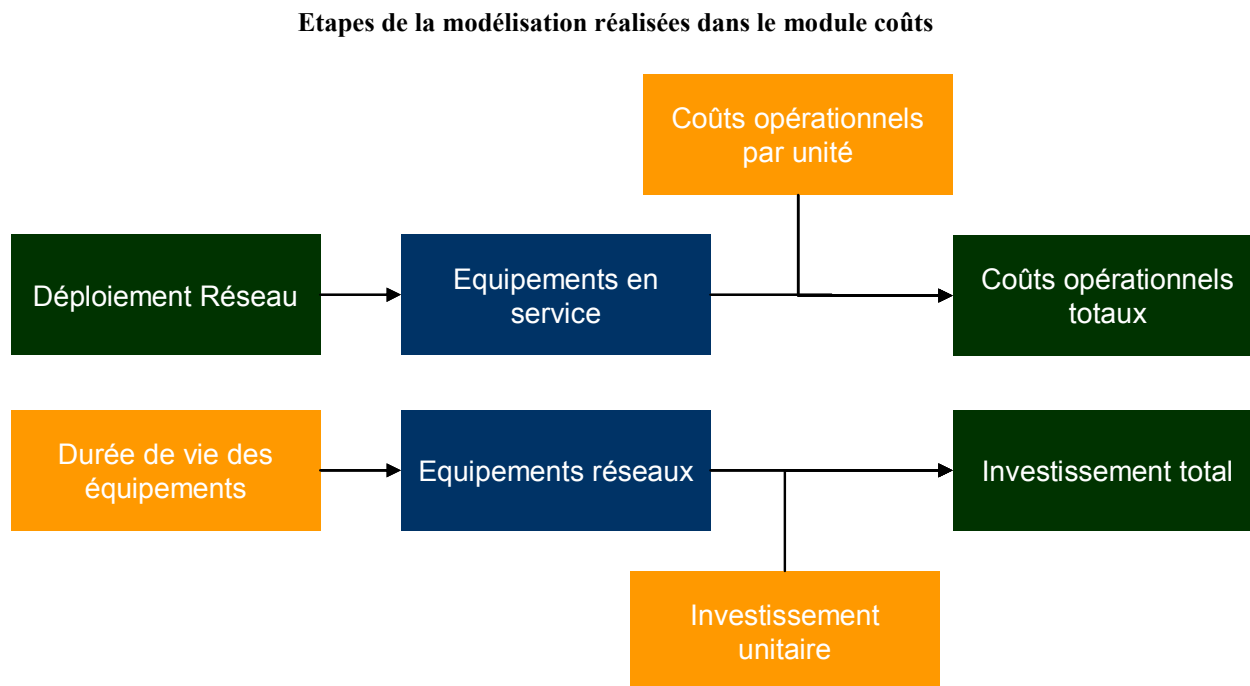 Etapes de la modélisation réalisées dans le module coûts
Coûts opérationnels
par unité
Déploiement Réseau
Equipements en
service
Coûts opérationnels
totaux
Durée de vie des
équipements
Equipements réseaux
Investissement total
Investissement
unitaire